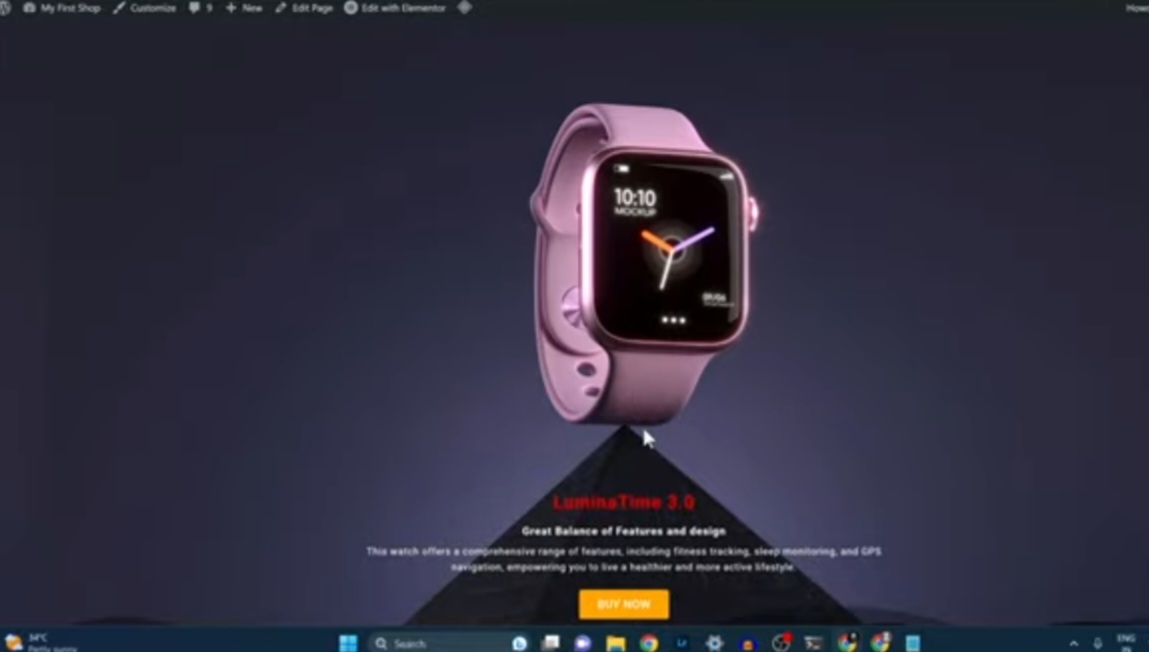 My First Shop Customize 9 New Edit Page Edit with Elementor
10:10
MOCKUP
LuminaTime 3.0
Great Balance of Features and design
This watch offers a comprehensive range of features, including fitness tracking, sleep monitoring, and GPS
navigation, empowering you to live a healthier and more active lifestyle.
BUY NOW
34°C
Partly sunny
Search
ENG
IN